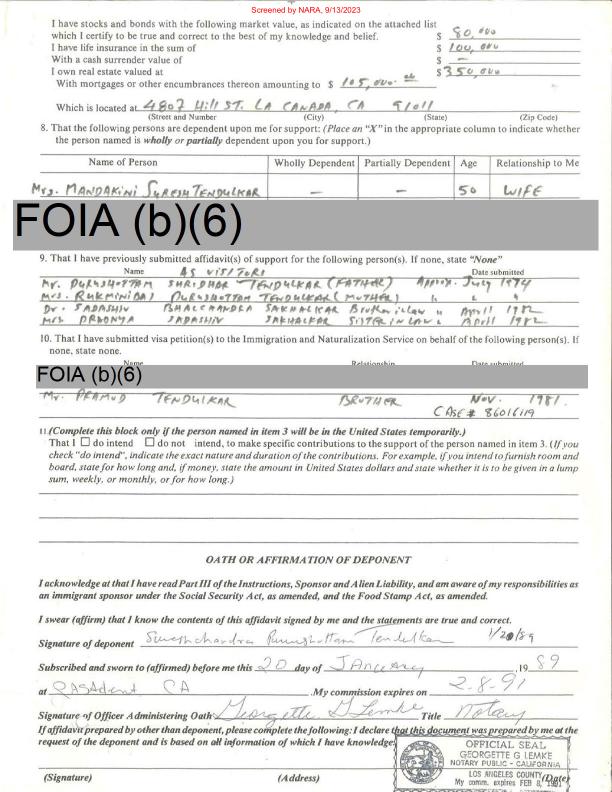 Screened by NARA, 9/13/2023
I have stocks and bonds with the following market value, as indicated on the attached list
which I certify to be true and correct to the best of my knowledge and belief. $ 80,000
I have life insurance in the sum of $ 100,000
With a cash surrender value of $ —
I own real estate valued at $ 350,000
With mortgages or other encumbrances thereon amounting to $ 105,000.00
Which is located at 4807 Hill ST. LA CANADA, CA 91011
(Street and Number) (City) (State) (Zip Code)
8. That the following persons are dependent upon me for support: (Place an "X" in the appropriate column to indicate whether
the person named is wholly or partially dependent upon you for support.)
Name of Person Wholly Dependent Partially Dependent Age Relationship to Me
Mrs. MANDAKINI SURESH TENDULKAR — — 50 WIFE
FOIA (b)(6)
9. That I have previously submitted affidavit(s) of support for the following person(s). If none, state "None"
Name AS VISITORS Date submitted
Mr. PURUSHOTTAM SHRIDHAR TENDULKAR (FATHER) Approx. July 1974
Mrs. RUKMINIBAI PURUSHOTTAM TENDULKAR (MOTHER) " " "
Dr. SADASHIV BHALCHANDRA SAKHALKAR Brother in law April 1982
Mrs. SADASHIV SAKHALKAR SISTER IN LAW April 1982
10. That I have submitted visa petition(s) to the Immigration and Naturalization Service on behalf of the following person(s). If
none, state none.
Name Relationship Date submitted
FOIA (b)(6)
Mr. PRAMOD TENDULKAR BROTHER NOV. 1981.
CASE # 86016119
11. (Complete this block only if the person named in item 3 will be in the United States temporarily.)
That I ☐ do intend ☐ do not intend, to make specific contributions to the support of the person named in item 3. (If you
check "do intend", indicate the exact nature and duration of the contributions. For example, if you intend to furnish room and
board, state for how long and, if money, state the amount in United States dollars and state whether it is to be given in a lump
sum, weekly, or monthly, or for how long.)
OATH OR AFFIRMATION OF DEPONENT
I acknowledge at that I have read Part III of the Instructions, Sponsor and Alien Liability, and am aware of my responsibilities as
an immigrant sponsor under the Social Security Act, as amended, and the Food Stamp Act, as amended.
I swear (affirm) that I know the contents of this affidavit signed by me and the statements are true and correct.
Signature of deponent Sureshchandra Purushottam Tendulkar 1/20/89
Subscribed and sworn to (affirmed) before me this 20 day of January ,19 89
at Pasadena CA .My commission expires on 2-8-91
Signature of Officer Administering Oath Georgette G Lemke Title Notary
If affidavit prepared by other than deponent, please complete the following: I declare that this document was prepared by me at the
request of the deponent and is based on all information of which I have knowledge.
OFFICIAL SEAL
GEORGETTE G LEMKE
NOTARY PUBLIC - CALIFORNIA
LOS ANGELES COUNTY
My comm. expires FEB 8, 1991
(Signature) (Address) (Date)